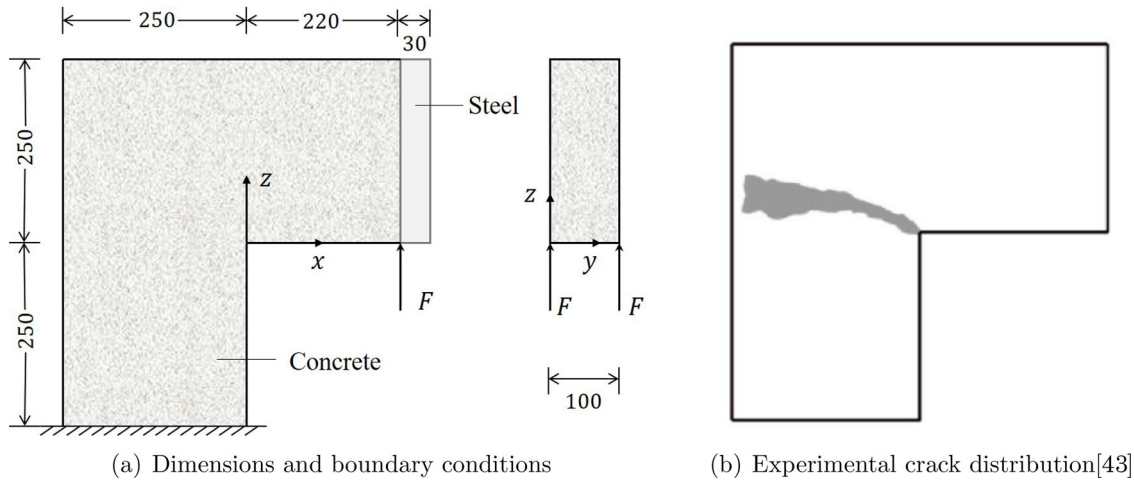 250
220
30
Steel
250
z
z
x
y
F
F
F
250
Concrete
100
(a) Dimensions and boundary conditions
(b) Experimental crack distribution[43]